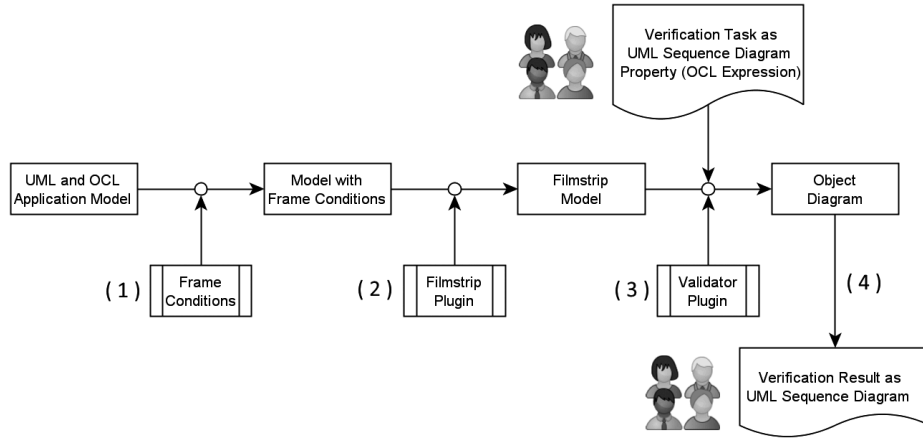 Verification Task as
UML Sequence Diagram
Property (OCL Expression)
UML and OCL
Application Model
Model with
Frame Conditions
Filmstrip
Model
Object
Diagram
( 1 )
Frame
Conditions
( 2 )
Filmstrip
Plugin
( 3 )
Validator
Plugin
( 4 )
Verification Result as
UML Sequence Diagram